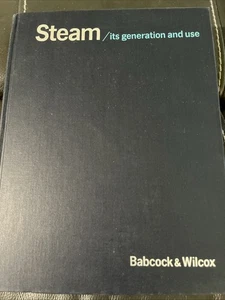 Steam/its generation and use
Babcock & Wilcox